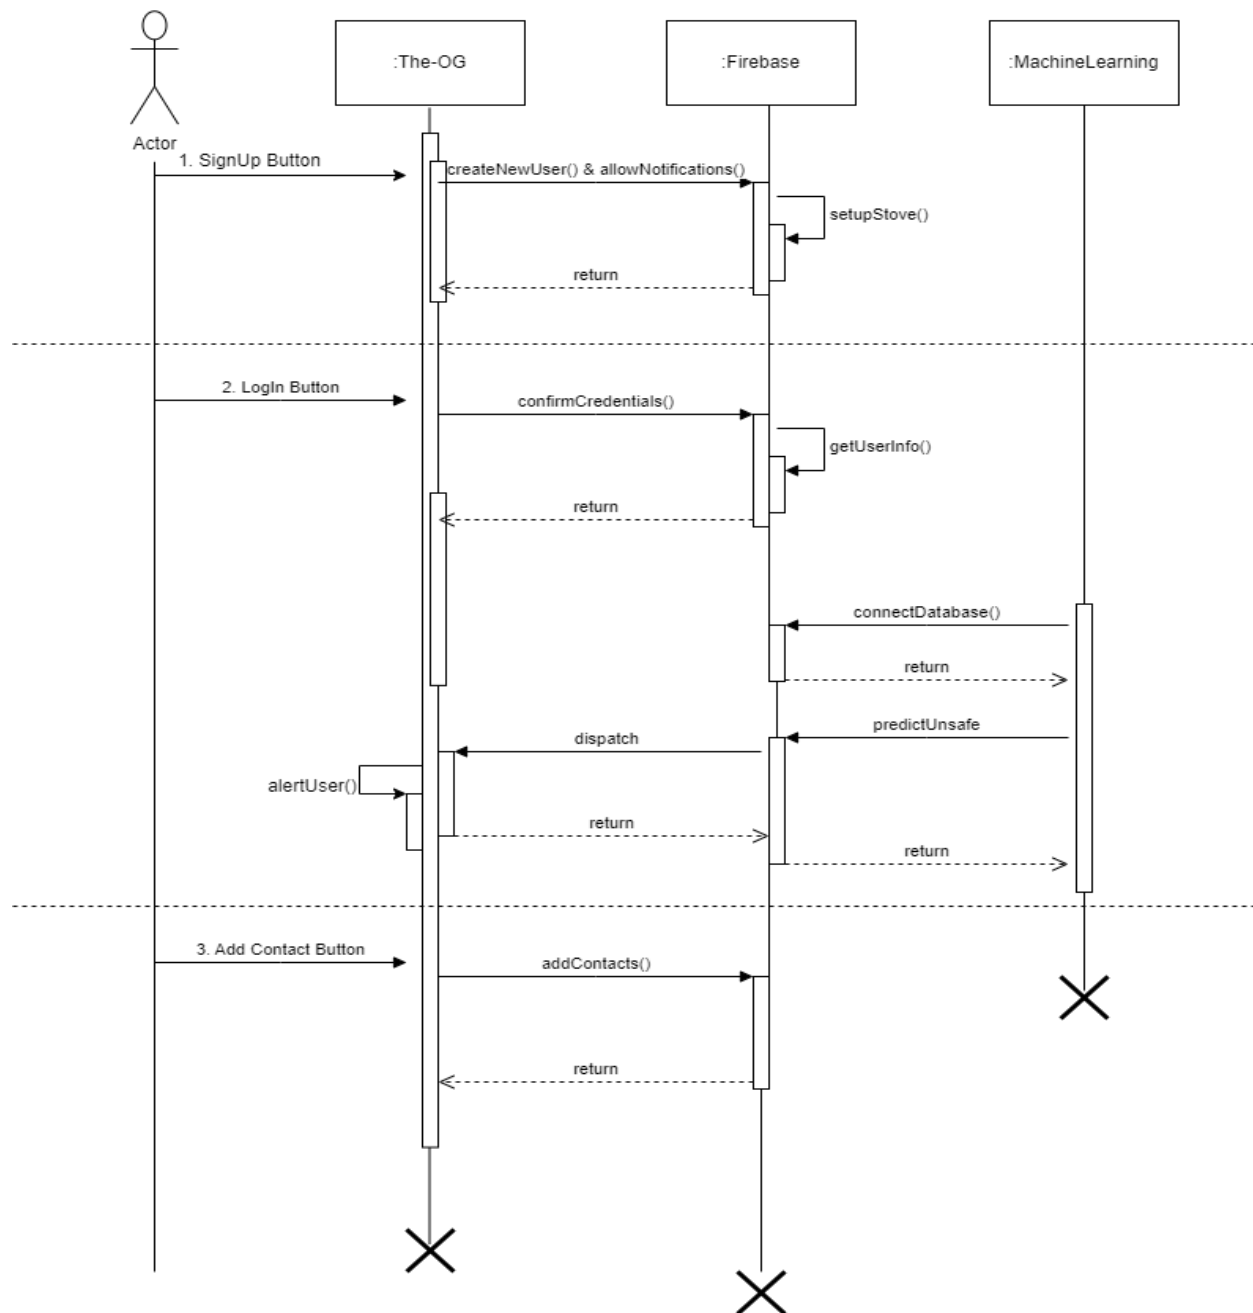 :The-OG
:Firebase
:MachineLearning
Actor
1. SignUp Button
createNewUser() & allowNotifications()
setupStove()
return
2. LogIn Button
confirmCredentials()
getUserInfo()
return
connectDatabase()
return
predictUnsafe
dispatch
alertUser()
return
return
3. Add Contact Button
addContacts()
return